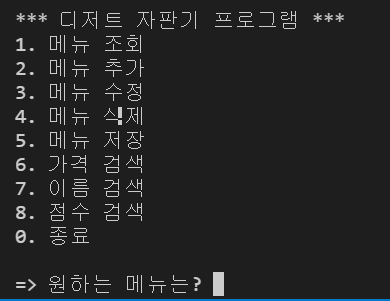 *** 디저트 자판기 프로그램 ***
1. 메뉴 조회
2. 메뉴 추가
3. 메뉴 수정
4. 메뉴 삭제
5. 메뉴 저장
6. 가격 검색
7. 이름 검색
8. 점수 검색
0. 종료
=> 원하는 메뉴는?